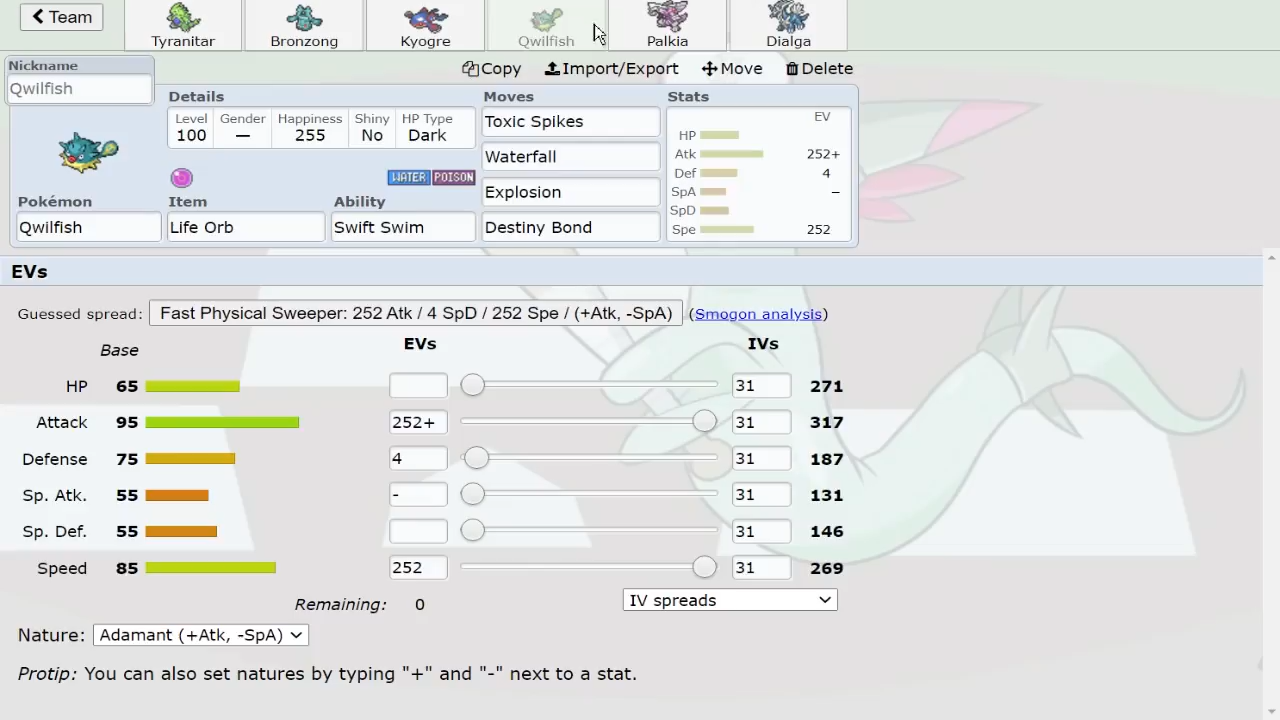 Team
Tyranitar
Bronzong
Kyogre
Qwilfish
Palkia
Dialga
Copy Import/Export Move Delete
Nickname
Qwilfish
Details
Level Gender Happiness Shiny HP Type
100 — 255 No Dark
WATER POISON
Pokémon Item Ability
Qwilfish Life Orb Swift Swim
Moves
Toxic Spikes
Waterfall
Explosion
Destiny Bond
Stats
EV
HP
Atk 252+
Def 4
SpA –
SpD
Spe 252
EVs
Guessed spread: Fast Physical Sweeper: 252 Atk / 4 SpD / 252 Spe / (+Atk, -SpA) (Smogon analysis)
Base EVs IVs
HP 65 31 271
Attack 95 252+ 31 317
Defense 75 4 31 187
Sp. Atk. 55 - 31 131
Sp. Def. 55 31 146
Speed 85 252 31 269
Remaining: 0 IV spreads
Nature: Adamant (+Atk, -SpA)
Protip: You can also set natures by typing "+" and "-" next to a stat.